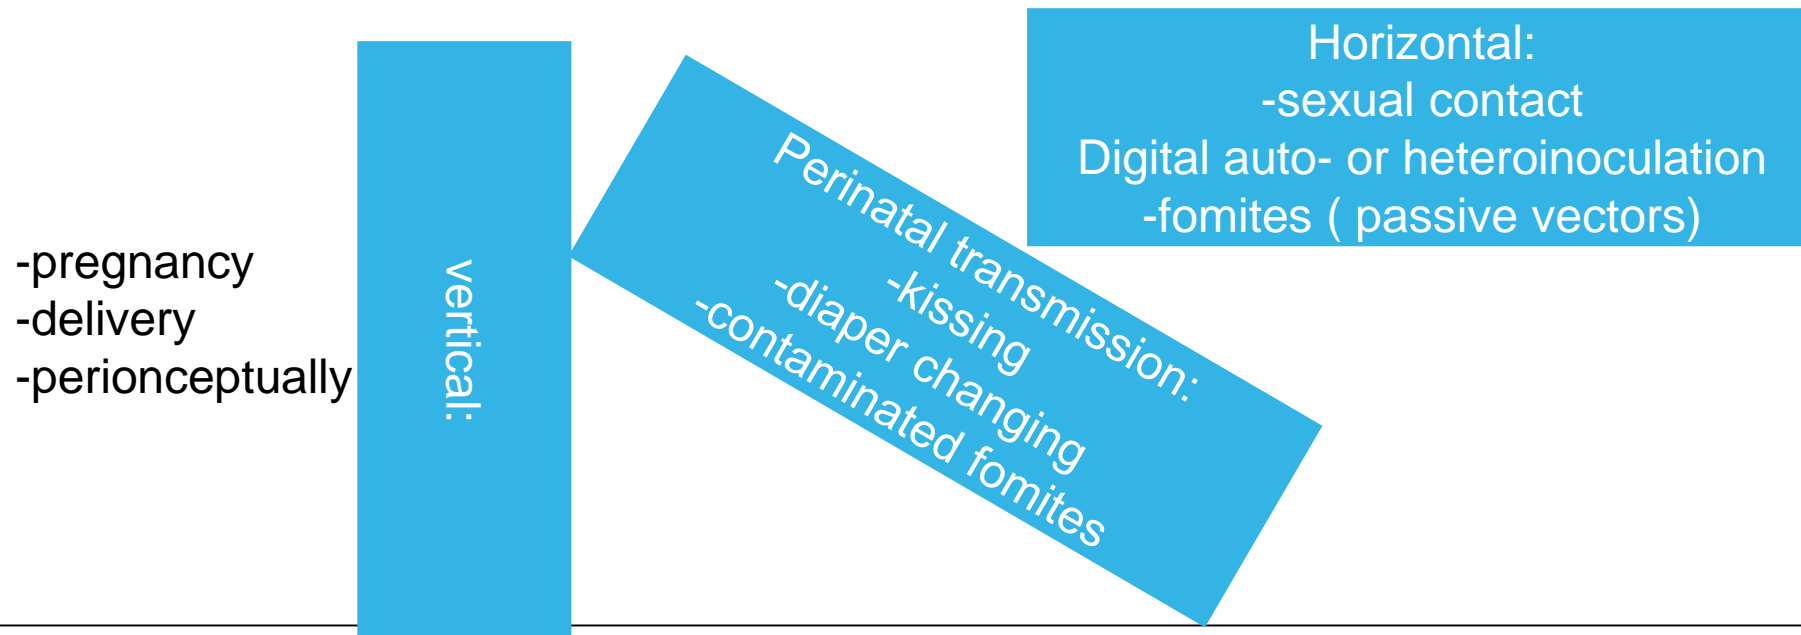 -pregnancy
-delivery
-perionceptually
vertical:
Perinatal transmission:
-kissing
-diaper changing
-contaminated fomites
Horizontal:
-sexual contact
Digital auto- or heteroinoculation
-fomites ( passive vectors)